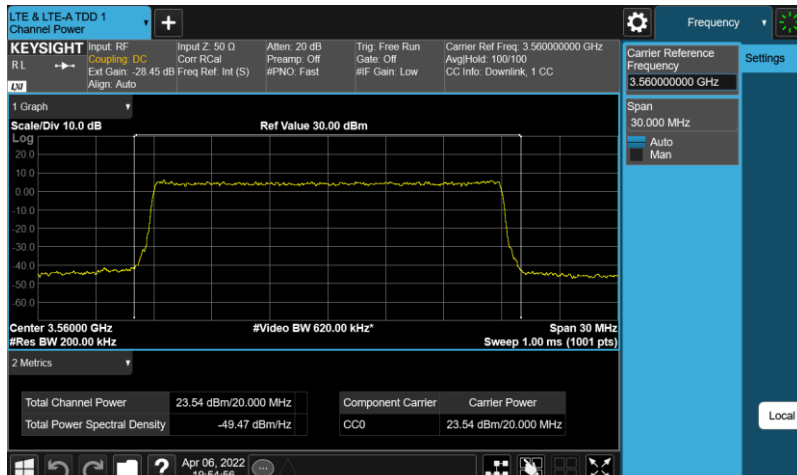 LTE & LTE-A TDD 1
Channel Power
Frequency
KEYSIGHT
R L
LXI
Input: RF
Coupling: DC
Ext Gain: -28.45 dB
Align: Auto
Input Z: 50 Ω
Corr RCal
Freq Ref: Int (S)
Atten: 20 dB
Preamp: Off
#PNO: Fast
Trig: Free Run
Gate: Off
#IF Gain: Low
Carrier Ref Freq: 3.560000000 GHz
Avg|Hold: 100/100
CC Info: Downlink, 1 CC
Carrier Reference
Frequency
3.560000000 GHz
Span
30.000 MHz
Auto
Man
Settings
Local
1 Graph
Scale/Div 10.0 dB
Ref Value 30.00 dBm
Log
20.0
10.0
0.00
-10.0
-20.0
-30.0
-40.0
-50.0
-60.0
Center 3.56000 GHz
#Video BW 620.00 kHz*
Span 30 MHz
#Res BW 200.00 kHz
Sweep 1.00 ms (1001 pts)
2 Metrics
Total Channel Power 23.54 dBm/20.000 MHz
Total Power Spectral Density -49.47 dBm/Hz
Component Carrier Carrier Power
CC0 23.54 dBm/20.000 MHz
?
Apr 06, 2022
19:54:56